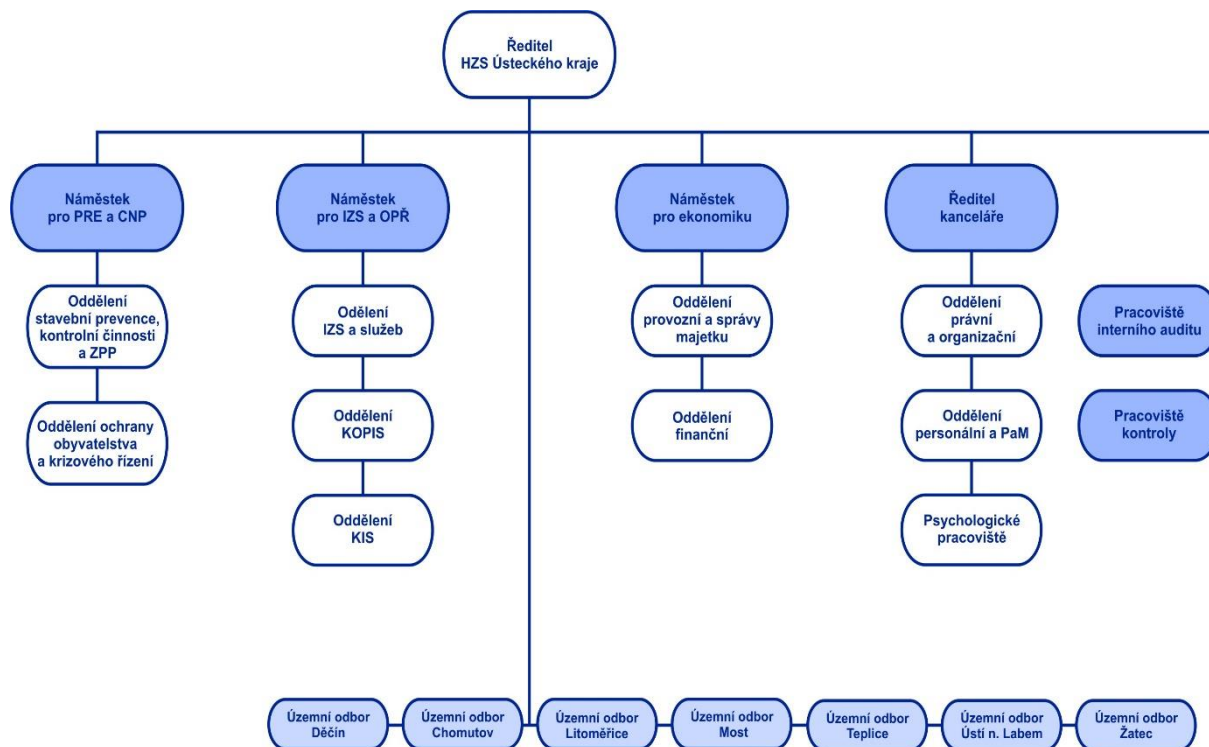 Ředitel
HZS Ústeckého kraje
Náměstek
pro PRE a CNP
Náměstek
pro IZS a OPŘ
Náměstek
pro ekonomiku
Ředitel
kanceláře
Oddělení
stavební prevence,
kontrolní činnosti
a ZPP
Odělení
IZS a služeb
Oddělení
provozní a správy
majetku
Oddělení
právní
a organizační
Pracoviště
interního auditu
Oddělení ochrany
obyvatelstva
a krizového řízení
Oddělení
KOPIS
Oddělení
finanční
Oddělení
personální a PaM
Pracoviště
kontroly
Oddělení
KIS
Psychologické
pracoviště
Územní odbor
Děčín
Územní odbor
Chomutov
Územní odbor
Litoměřice
Územní odbor
Most
Územní odbor
Teplice
Územní odbor
Ústí n. Labem
Územní odbor
Žatec